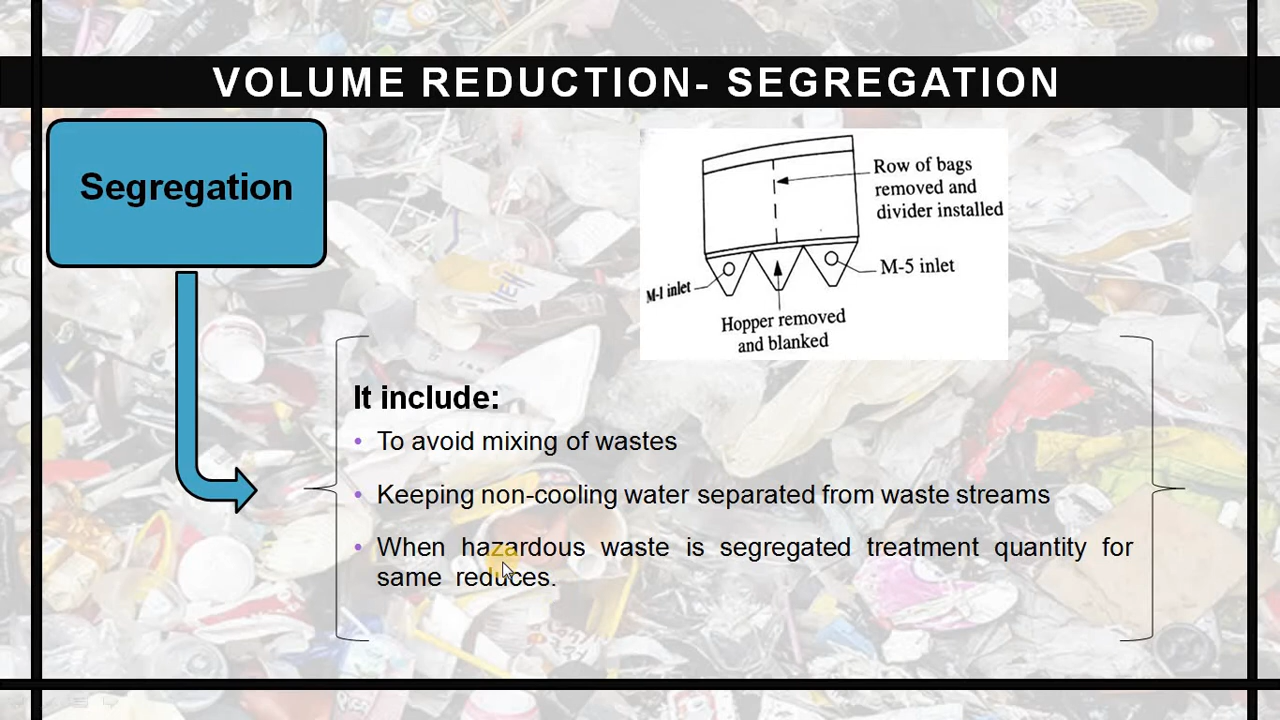 VOLUME REDUCTION- SEGREGATION
Segregation
Row of bags
removed and
divider installed
M-1 inlet
M-5 inlet
Hopper removed
and blanked
It include:
• To avoid mixing of wastes
• Keeping non-cooling water separated from waste streams
• When hazardous waste is segregated treatment quantity for
same reduces.